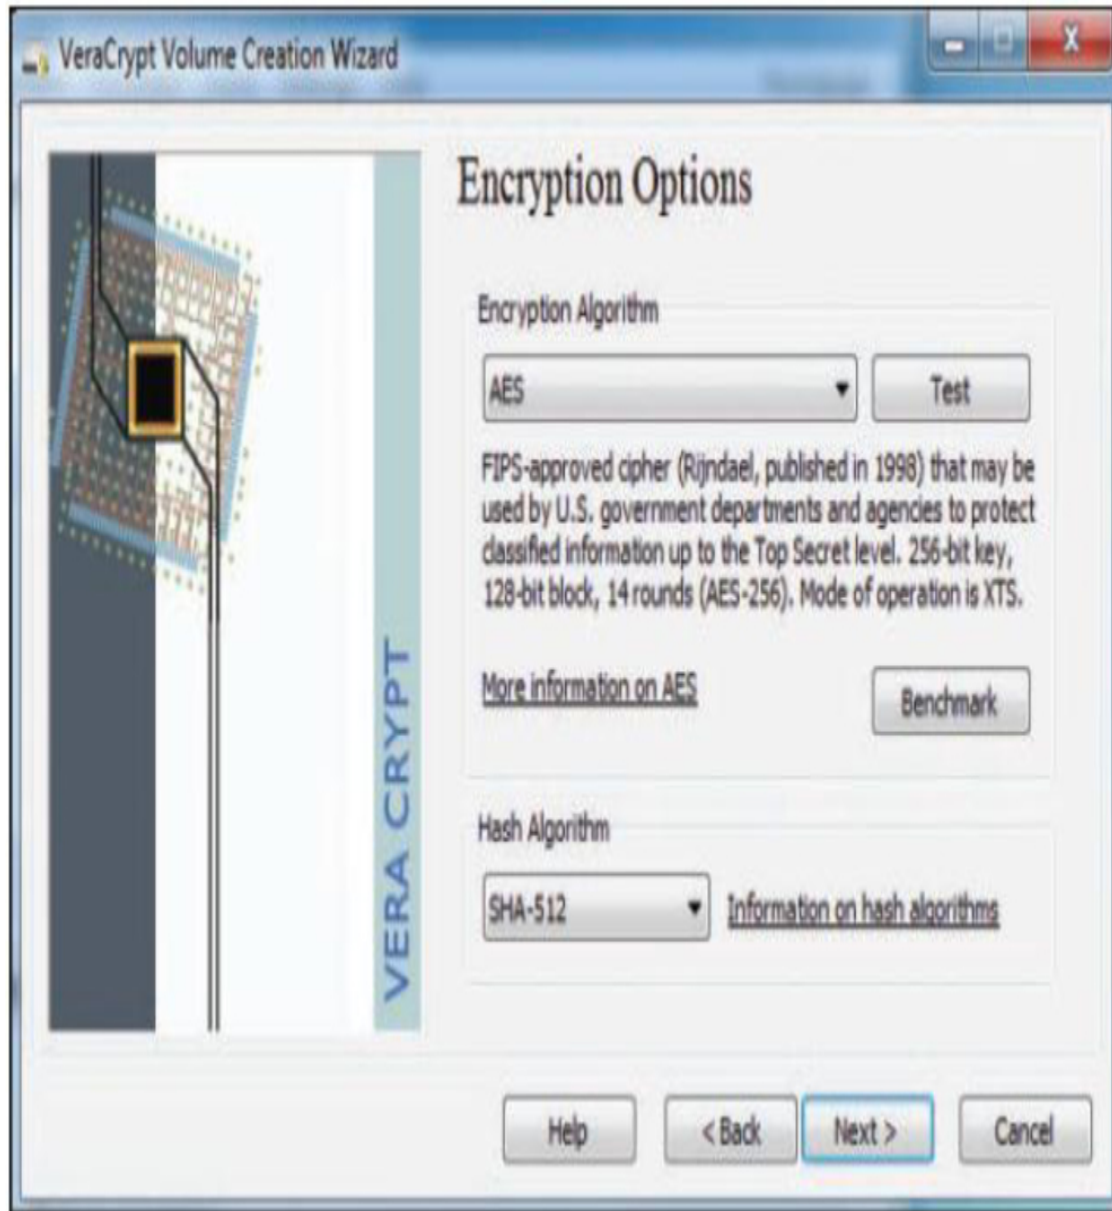 VeraCrypt Volume Creation Wizard
VERA CRYPT
Encryption Options
Encryption Algorithm
AES
Test
FIPS-approved cipher (Rijndael, published in 1998) that may be
used by U.S. government departments and agencies to protect
classified information up to the Top Secret level. 256-bit key,
128-bit block, 14 rounds (AES-256). Mode of operation is XTS.
More information on AES
Benchmark
Hash Algorithm
SHA-512
Information on hash algorithms
Help
< Back
Next >
Cancel